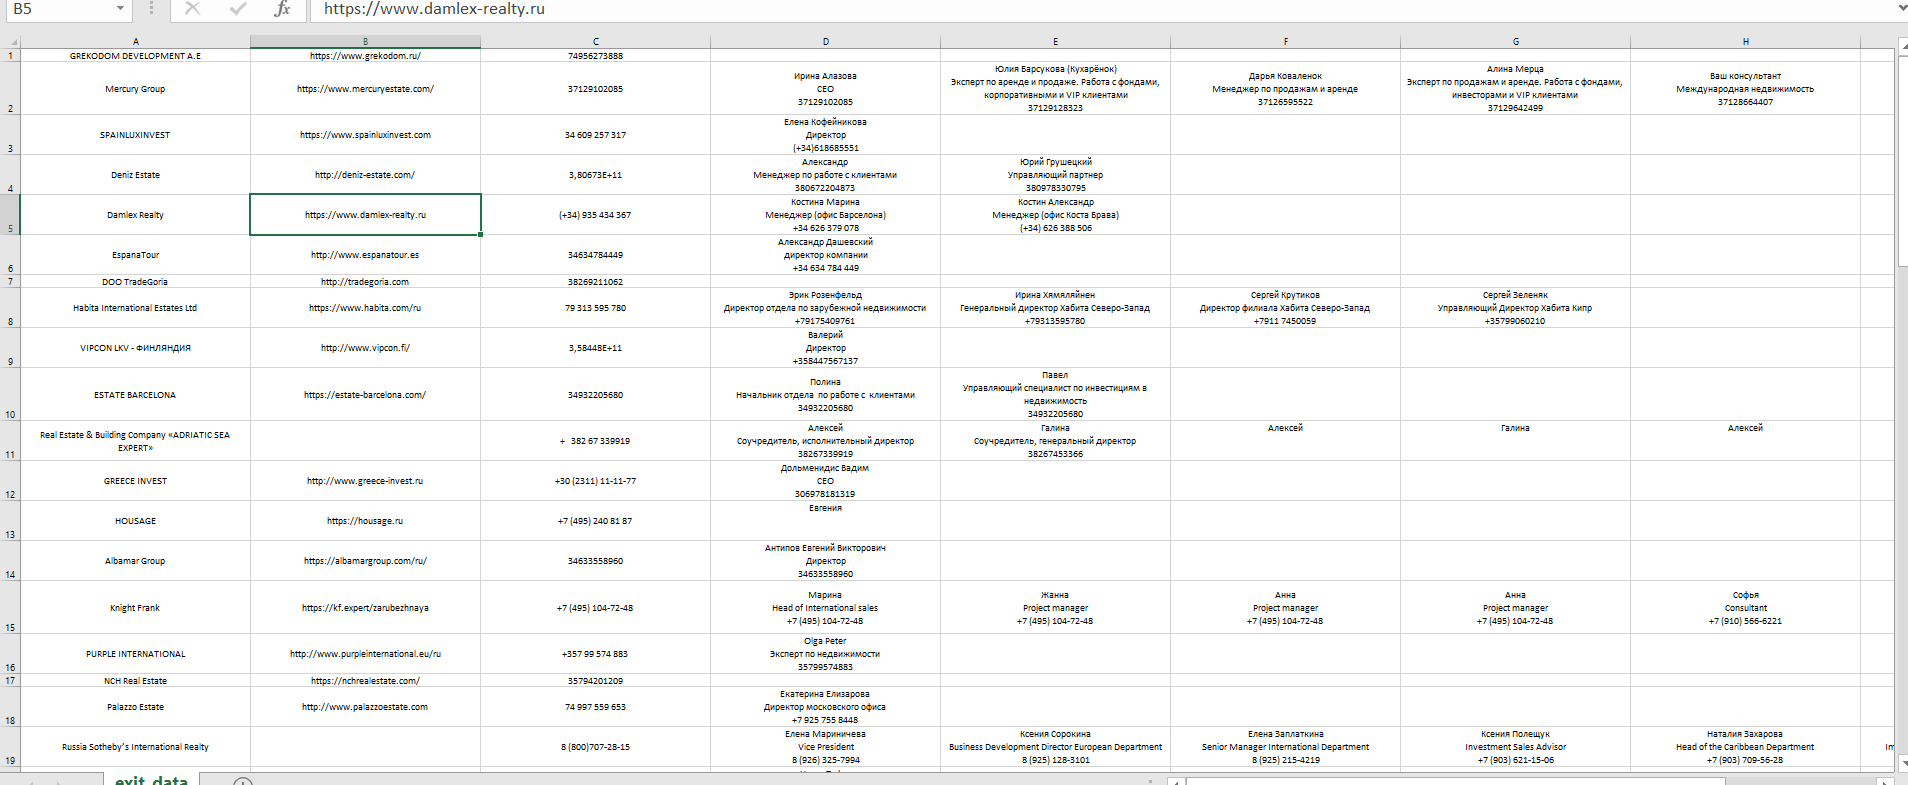 B5 fx https://www.damlex-realty.ru
A B C D E F G H
1 GREKODOM DEVELOPMENT A.E https://www.grekodom.ru/ 74956273888
2 Mercury Group https://www.mercuryestate.com/ 37129102085
Ирина Алазова
CEO
37129102085
Юлия Барсукова (Кухарёнок)
Эксперт по аренде и продаже. Работа с фондами,
корпоративными и VIP клиентами
37129128323
Дарья Коваленок
Менеджер по продажам и аренде
37126595522
Алина Мерца
Эксперт по продажам и аренде. Работа с фондами,
инвесторами и VIP клиентами
37129642499
Ваш консультант
Международная недвижимость
37128664407
3 SPAINLUXINVEST https://www.spainluxinvest.com 34 609 257 317
Елена Кофейникова
Директор
(+34)618685551
4 Deniz Estate http://deniz-estate.com/ 3,80673E+11
Александр
Менеджер по работе с клиентами
380672204873
Юрий Грушецкий
Управляющий партнер
380978330795
5 Damlex Realty https://www.damlex-realty.ru (+34) 935 434 367
Костина Марина
Менеджер (офис Барселона)
+34 626 379 078
Костин Александр
Менеджер (офис Коста Брава)
(+34) 626 388 506
6 EspanaTour http://www.espanatour.es 34634784449
Александр Дашевский
директор компании
+34 634 784 449
7 DOO TradeGoria http://tradegoria.com 38269211062
8 Habita International Estates Ltd https://www.habita.com/ru 79 313 595 780
Эрик Розенфельд
Директор отдела по зарубежной недвижимости
+79175409761
Ирина Хямяляйнен
Генеральный директор Хабита Северо-Запад
+79313595780
Сергей Крутиков
Директор филиала Хабита Северо-Запад
+7911 7450059
Сергей Зеленяк
Управляющий Директор Хабита Кипр
+35799060210
9 VIPCON LKV - ФИНЛЯНДИЯ http://www.vipcon.fi/ 3,58448E+11
Валерий
Директор
+358447567137
10 ESTATE BARCELONA https://estate-barcelona.com/ 34932205680
Полина
Начальник отдела по работе с клиентами
34932205680
Павел
Управляющий специалист по инвестициям в
недвижимость
34932205680
11 Real Estate & Building Company «ADRIATIC SEA
EXPERT»
+ 382 67 339919
Алексей
Соучредитель, исполнительный директор
38267339919
Галина
Соучредитель, генеральный директор
38267453366
Алексей
Галина
Алексей
12 GREECE INVEST http://www.greece-invest.ru +30 (2311) 11-11-77
Дольменидис Вадим
CEO
306978181319
13 HOUSAGE https://housage.ru +7 (495) 240 81 87
Евгения
14 Albamar Group https://albamargroup.com/ru/ 34633558960
Антипов Евгений Викторович
Директор
34633558960
15 Knight Frank https://kf.expert/zarubezhnaya +7 (495) 104-72-48
Марина
Head of International sales
+7 (495) 104-72-48
Жанна
Project manager
+7 (495) 104-72-48
Анна
Project manager
+7 (495) 104-72-48
Анна
Project manager
+7 (495) 104-72-48
Софья
Consultant
+7 (910) 566-6221
16 PURPLE INTERNATIONAL http://www.purpleinternational.eu/ru +357 99 574 883
Olga Peter
Эксперт по недвижимости
35799574883
17 NCH Real Estate https://nchrealestate.com/ 35794201209
18 Palazzo Estate http://www.palazzoestate.com 74 997 559 653
Екатерина Елизарова
Директор московского офиса
+7 925 755 8448
19 Russia Sotheby's International Realty 8 (800)707-28-15
Елена Мариничева
Vice President
8 (926) 325-7994
Ксения Сорокина
Business Development Director European Department
8 (925) 128-3101
Елена Заплаткина
Senior Manager International Department
8 (925) 215-4219
Ксения Полещук
Investment Sales Advisor
+7 (903) 621-15-06
Наталия Захарова
Head of the Caribbean Department
+7 (903) 709-56-28
Im
exit_data